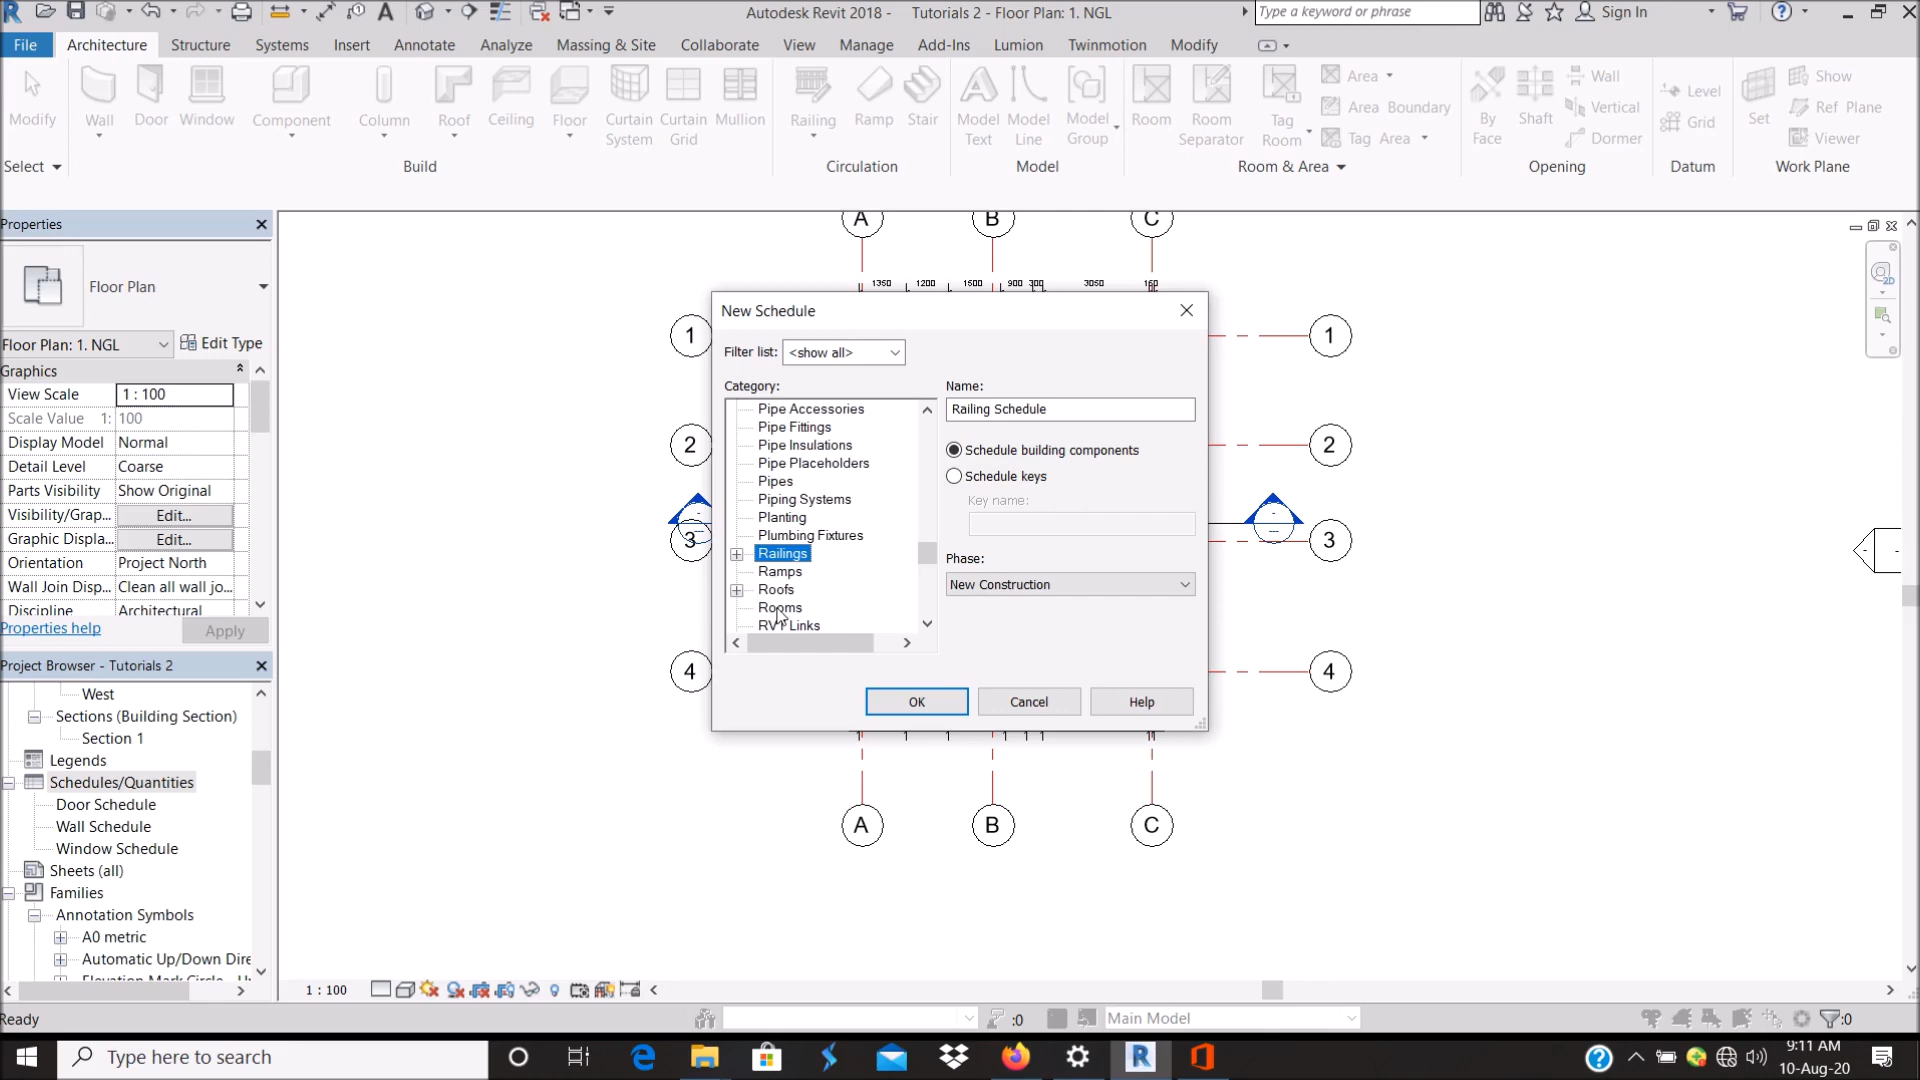 Autodesk Revit 2018 - Tutorials 2 - Floor Plan: 1. NGL
Type a keyword or phrase
Sign In
File Architecture Structure Systems Insert Annotate Analyze Massing & Site Collaborate View Manage Add-Ins Lumion Twinmotion Modify
Modify Wall Door Window Component Column Roof Ceiling Floor Curtain System Curtain Grid Mullion Railing Ramp Stair Model Text Model Line Model Group Room Room Separator Tag Room
Area
Area Boundary
Tag Area
By Face Shaft Wall
Vertical
Dormer
Level
Grid
Set Show
Ref Plane
Viewer
Select Build Circulation Model Room & Area Opening Datum Work Plane
Properties
Floor Plan
Floor Plan: 1. NGL Edit Type
Graphics
View Scale 1 : 100
Scale Value 1: 100
Display Model Normal
Detail Level Coarse
Parts Visibility Show Original
Visibility/Grap... Edit...
Graphic Displa... Edit...
Orientation Project North
Wall Join Disp... Clean all wall jo...
Discipline Architectural
Properties help Apply
Project Browser - Tutorials 2
West
Sections (Building Section)
Section 1
Legends
Schedules/Quantities
Door Schedule
Wall Schedule
Window Schedule
Sheets (all)
Families
Annotation Symbols
A0 metric
Automatic Up/Down Dire
A B C
1350 1200 1500 900 300 3050
1 1
2 2
3 3
4 4
A B C
New Schedule
Filter list: <show all>
Category:
Pipe Accessories
Pipe Fittings
Pipe Insulations
Pipe Placeholders
Pipes
Piping Systems
Planting
Plumbing Fixtures
Railings
Ramps
Roofs
Rooms
RVT Links
Name:
Railing Schedule
Schedule building components
Schedule keys
Key name:
Phase:
New Construction
OK Cancel Help
1 : 100
Ready :0 Main Model :0
Type here to search
9:11 AM
10-Aug-20